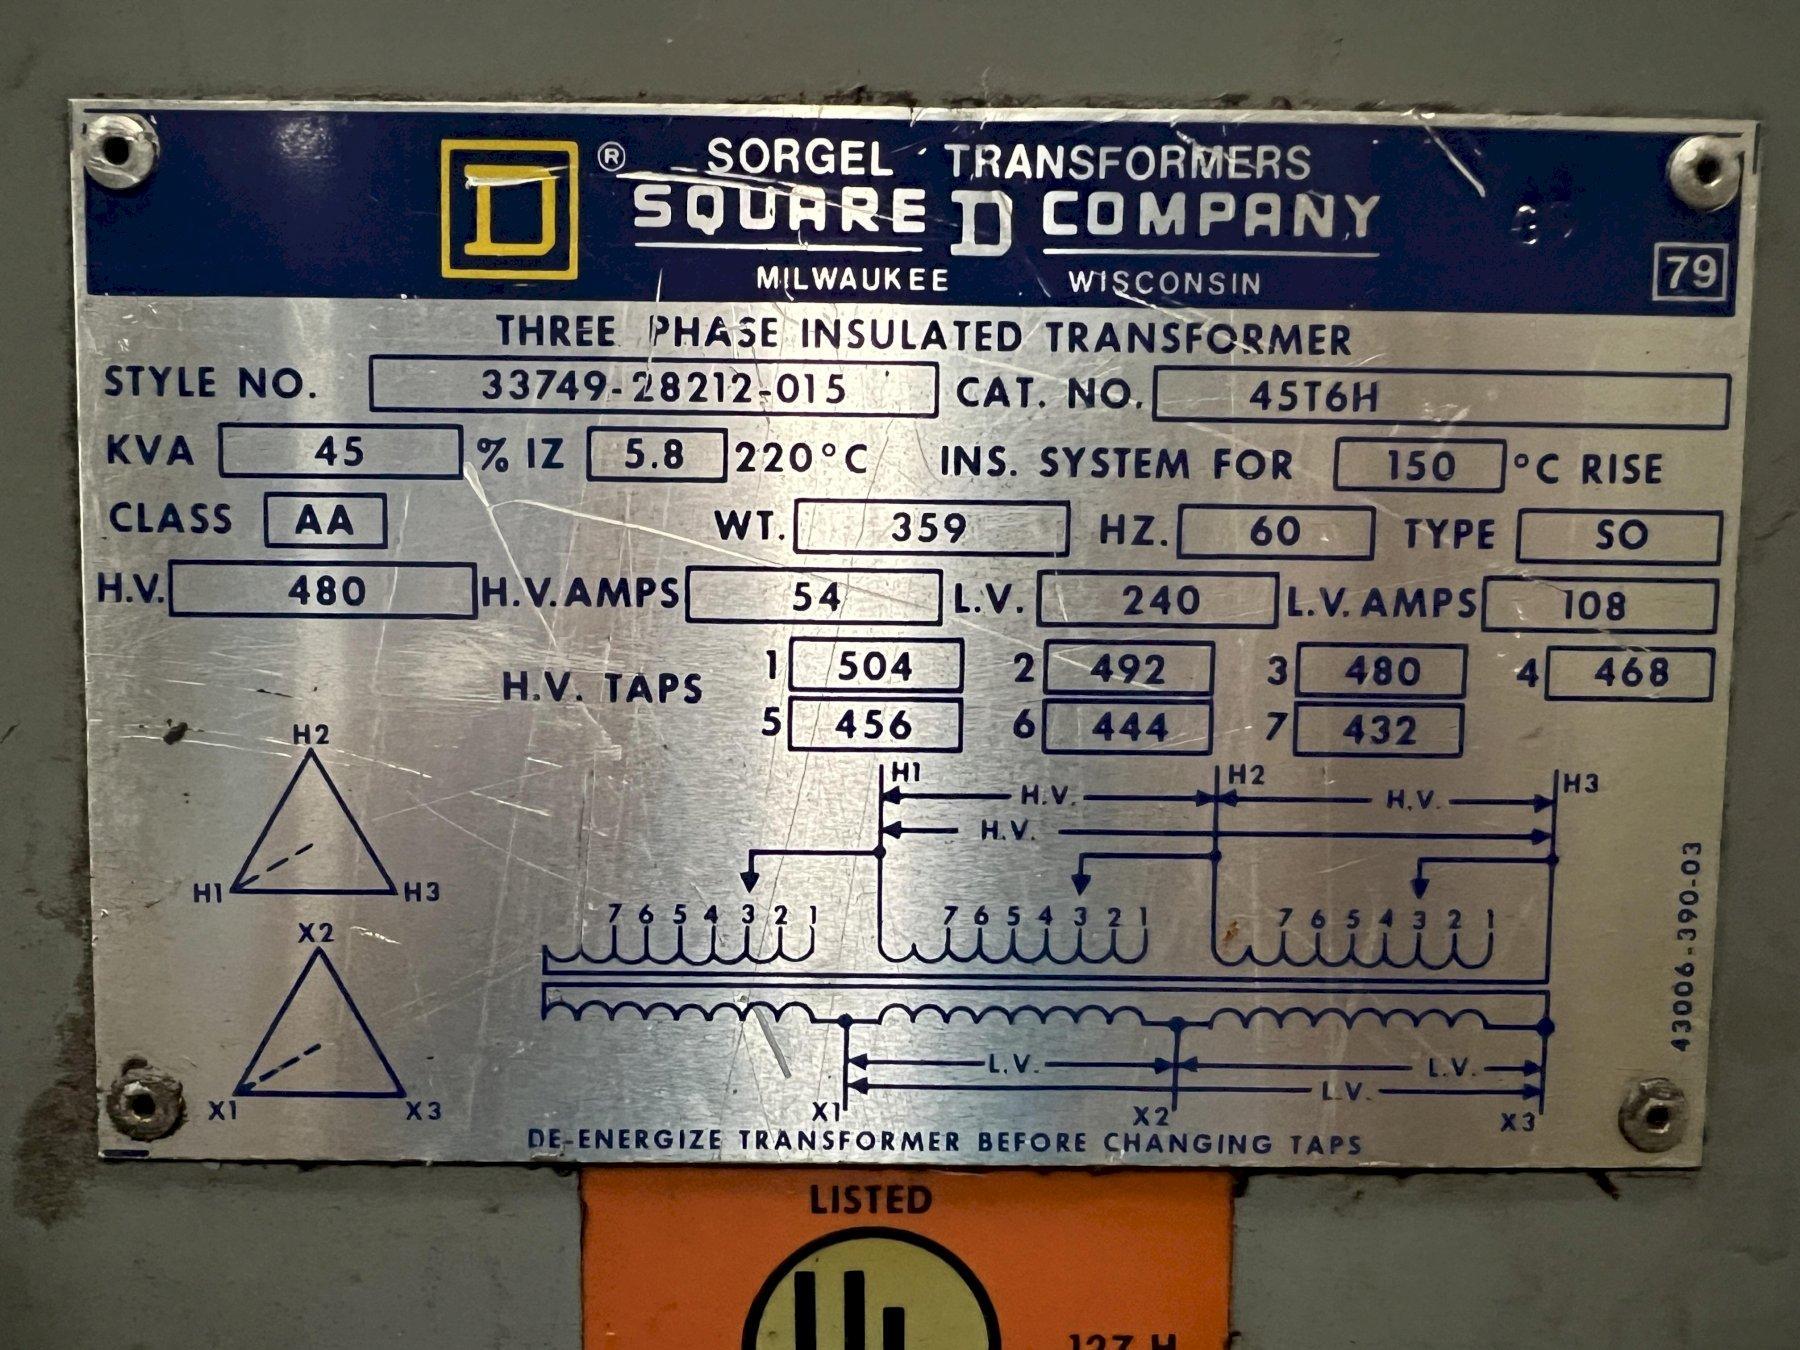 D ® SORGEL TRANSFORMERS
SQUARE D COMPANY
MILWAUKEE WISCONSIN
79
THREE PHASE INSULATED TRANSFORMER
STYLE NO. 33749-28212-015 CAT. NO. 45T6H
KVA 45 % IZ 5.8 220°C INS. SYSTEM FOR 150 °C RISE
CLASS AA WT. 359 HZ. 60 TYPE SO
H.V. 480 H.V. AMPS 54 L.V. 240 L.V. AMPS 108
H.V. TAPS 1 504 2 492 3 480 4 468
5 456 6 444 7 432
H2
H1 H3
X2
X1 X3
H1 H2 H3
H.V. H.V.
H.V.
7 6 5 4 3 2 1 7 6 5 4 3 2 1 7 6 5 4 3 2 1
L.V. L.V.
L.V.
X1 X2 X3
DE-ENERGIZE TRANSFORMER BEFORE CHANGING TAPS
43006-390-03
LISTED
UL
127 H